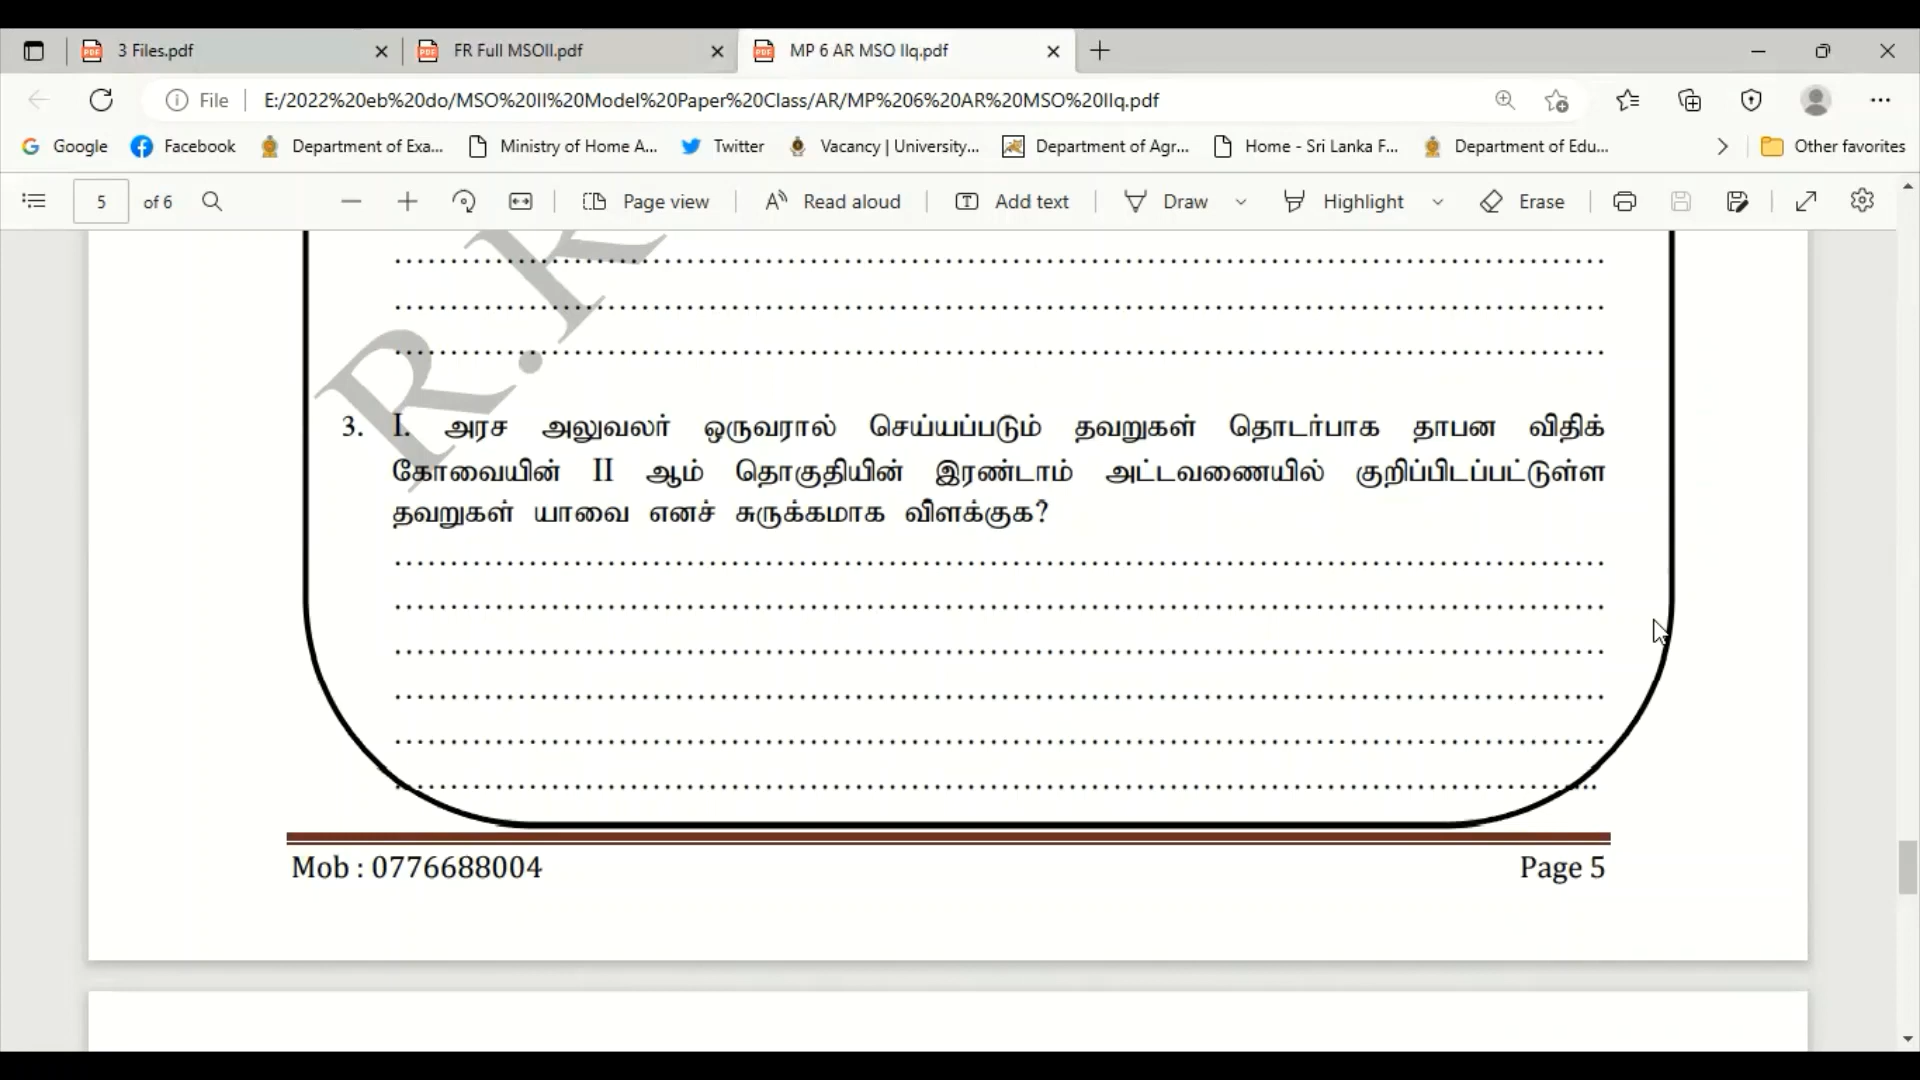 3 Files.pdf
FR Full MSOII.pdf
MP 6 AR MSO IIq.pdf
File
E:/2022%20eb%20do/MSO%20II%20Model%20Paper%20Class/AR/MP%206%20AR%20MSO%20IIq.pdf
Google
Facebook
Department of Exa...
Ministry of Home A...
Twitter
Vacancy | University...
Department of Agr...
Home - Sri Lanka F...
Department of Edu...
Other favorites
5 of 6
Page view
Read aloud
Add text
Draw
Highlight
Erase
R.K
3. I. அரச அலுவலர் ஒருவரால் செய்யப்படும் தவறுகள் தொடர்பாக தாபன விதிக்
கோவையின் II ஆம் தொகுதியின் இரண்டாம் அட்டவணையில் குறிப்பிடப்பட்டுள்ள
தவறுகள் யாவை எனச் சுருக்கமாக விளக்குக?
Mob : 0776688004
Page 5